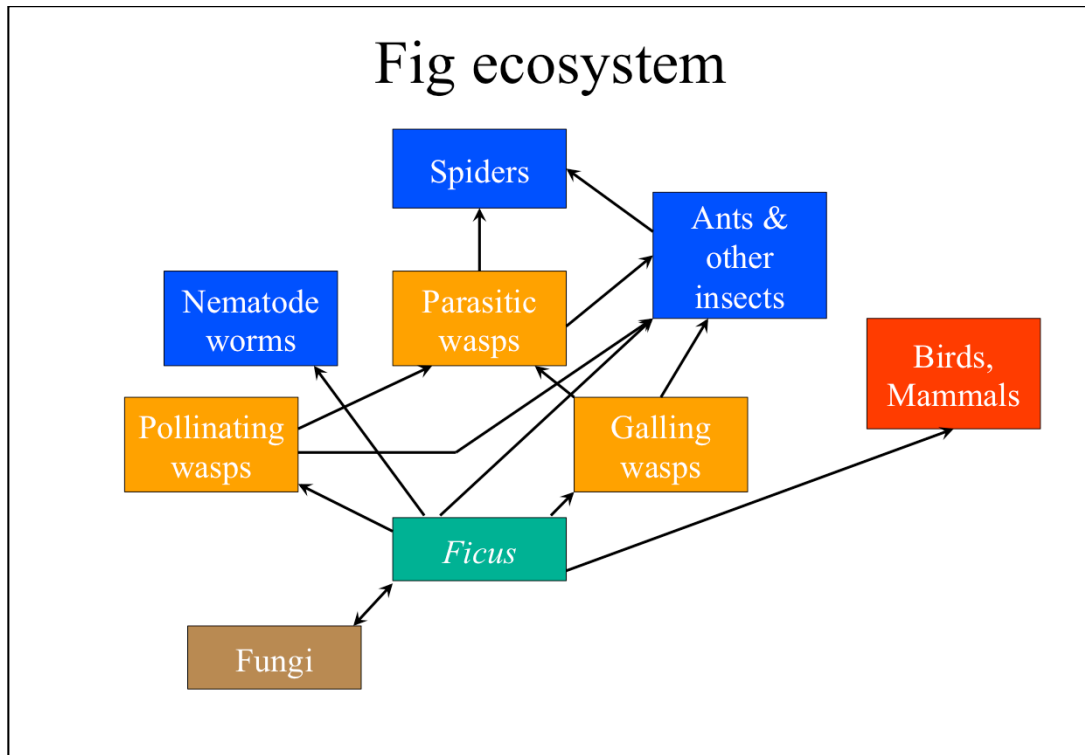 Fig ecosystem
Spiders
Ants &
other
insects
Nematode
worms
Parasitic
wasps
Birds,
Mammals
Pollinating
wasps
Galling
wasps
Ficus
Fungi